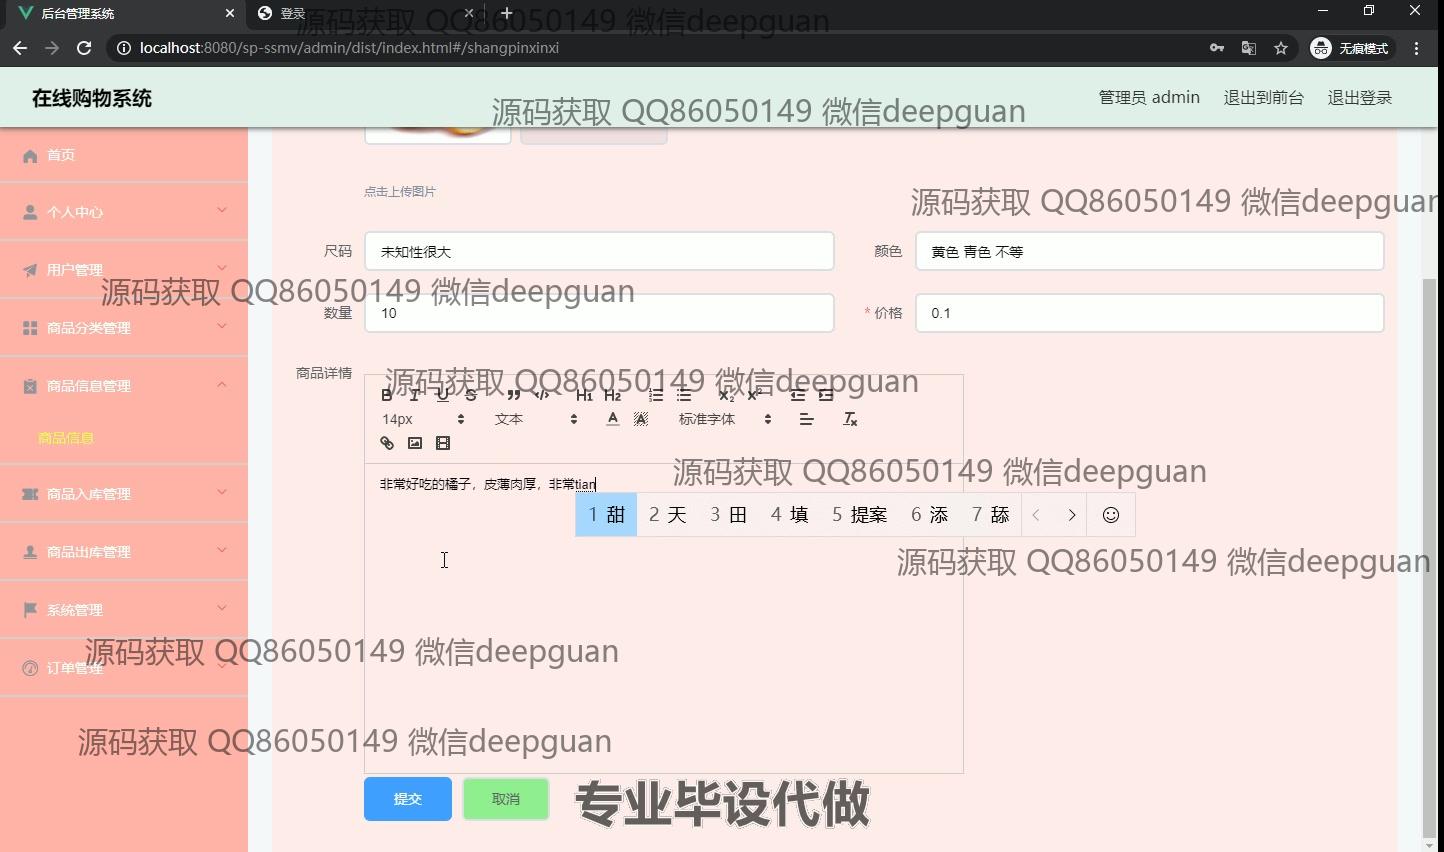 后台管理系统
登录
源码获取 QQ86050149 微信deepguan
localhost:8080/sp-ssmv/admin/dist/index.html#/shangpinxinxi
无痕模式
在线购物系统
源码获取 QQ86050149 微信deepguan
管理员 admin
退出到前台
退出登录
首页
点击上传图片
源码获取 QQ86050149 微信deepguan
个人中心
尺码
未知性很大
颜色
黄色 青色 不等
用户管理
源码获取 QQ86050149 微信deepguan
数量
10
* 价格
0.1
商品分类管理
商品详情
源码获取 QQ86050149 微信deepguan
商品信息管理
B I U S H1 H2 X2 X2
14px
文本
A A
标准字体
Tx
商品信息
源码获取 QQ86050149 微信deepguan
非常好吃的橘子，皮薄肉厚，非常tian
商品入库管理
1 甜 2 天 3 田 4 填 5 提案 6 添 7 舔
商品出库管理
源码获取 QQ86050149 微信deepguan
系统管理
源码获取 QQ86050149 微信deepguan
订单管理
源码获取 QQ86050149 微信deepguan
提交
取消
专业毕设代做